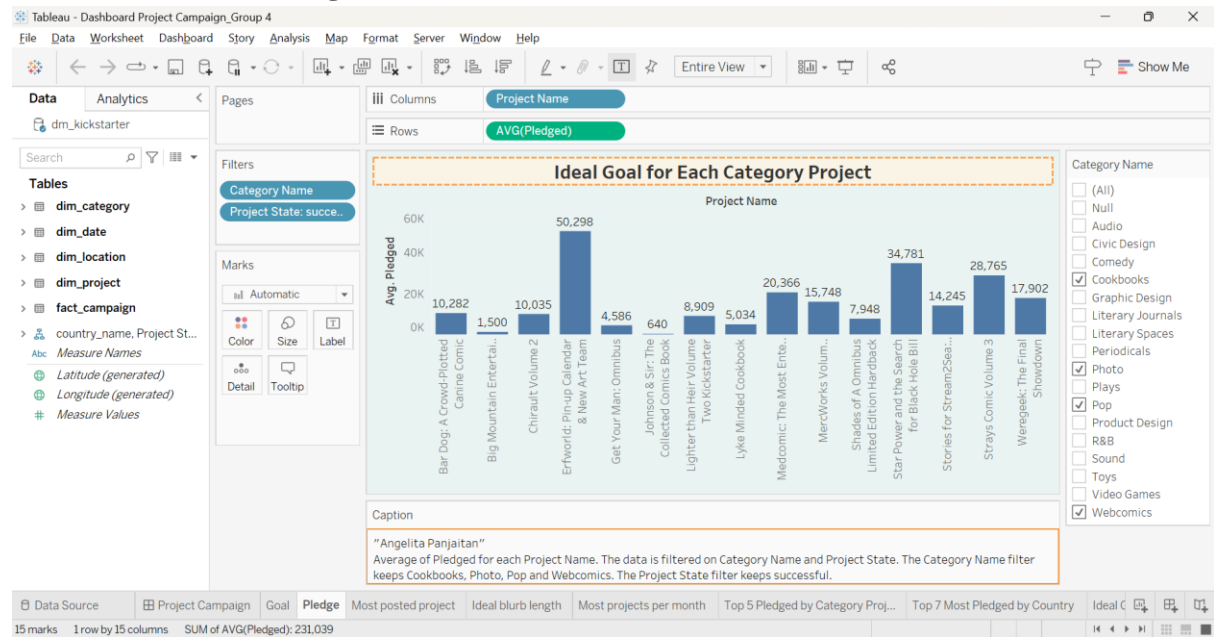 Tableau - Dashboard Project Campaign_Group 4
File Data Worksheet Dashboard Story Analysis Map Format Server Window Help
Entire View
Show Me
Data Analytics
dm_kickstarter
Search
Tables
dim_category
dim_date
dim_location
dim_project
fact_campaign
country_name, Project St...
Abc Measure Names
Latitude (generated)
Longitude (generated)
# Measure Values
Pages
Filters
Category Name
Project State: succe..
Marks
Automatic
Color Size Label
Detail Tooltip
iii Columns Project Name
Rows AVG(Pledged)
Ideal Goal for Each Category Project
Project Name
Avg. Pledged
60K
40K
20K
0K
10,282
1,500
10,035
50,298
4,586
640
8,909
5,034
20,366
15,748
7,948
34,781
14,245
28,765
17,902
Bar Dog: A Crowd-Plotted
Canine Comic
Big Mountain Entertai..
Chirault Volume 2
Erfworld: Pin-up Calendar
& New Art Team
Get Your Man: Omnibus
Johnson & Sir: The
Collected Comics Book
Lighter than Heir Volume
Two Kickstarter
Lyke Minded Cookbook
Medcomic: The Most Ente..
MercWorks Volum..
Shades of A Omnibus
Limited Edition Hardback
Star Power and the Search
for Black Hole Bill
Stories for Stream2Sea:..
Strays Comic Volume 3
Weregeek: The Final
Showdown
Category Name
(All)
Null
Audio
Civic Design
Comedy
Cookbooks
Graphic Design
Literary Journals
Literary Spaces
Periodicals
Photo
Plays
Pop
Product Design
R&B
Sound
Toys
Video Games
Webcomics
Caption
"Angelita Panjaitan"
Average of Pledged for each Project Name. The data is filtered on Category Name and Project State. The Category Name filter
keeps Cookbooks, Photo, Pop and Webcomics. The Project State filter keeps successful.
Data Source Project Campaign Goal Pledge Most posted project Ideal blurb length Most projects per month Top 5 Pledged by Category Proj... Top 7 Most Pledged by Country Ideal
15 marks 1 row by 15 columns SUM of AVG(Pledged): 231,039